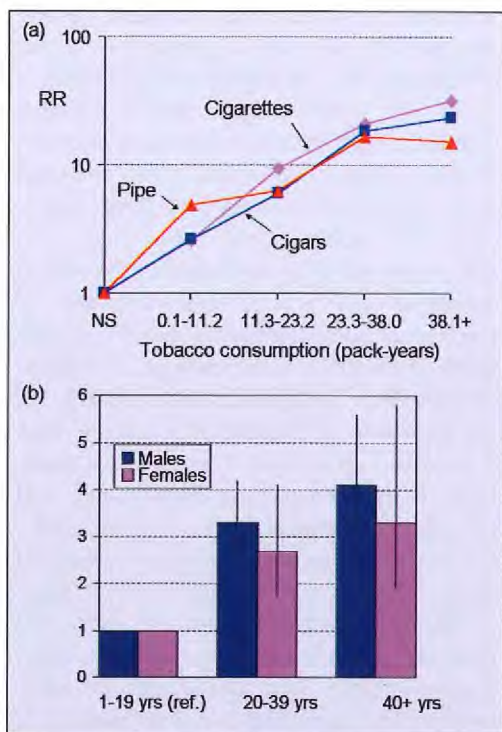 (a)
100
RR
Cigarettes
10
Pipe
Cigars
1
NS 0.1-11.2 11.3-23.2 23.3-38.0 38.1+
Tobacco consumption (pack-years)
(b)
6
5
Males
Females
4
3
2
1
0
1-19 yrs (ref.) 20-39 yrs 40+ yrs